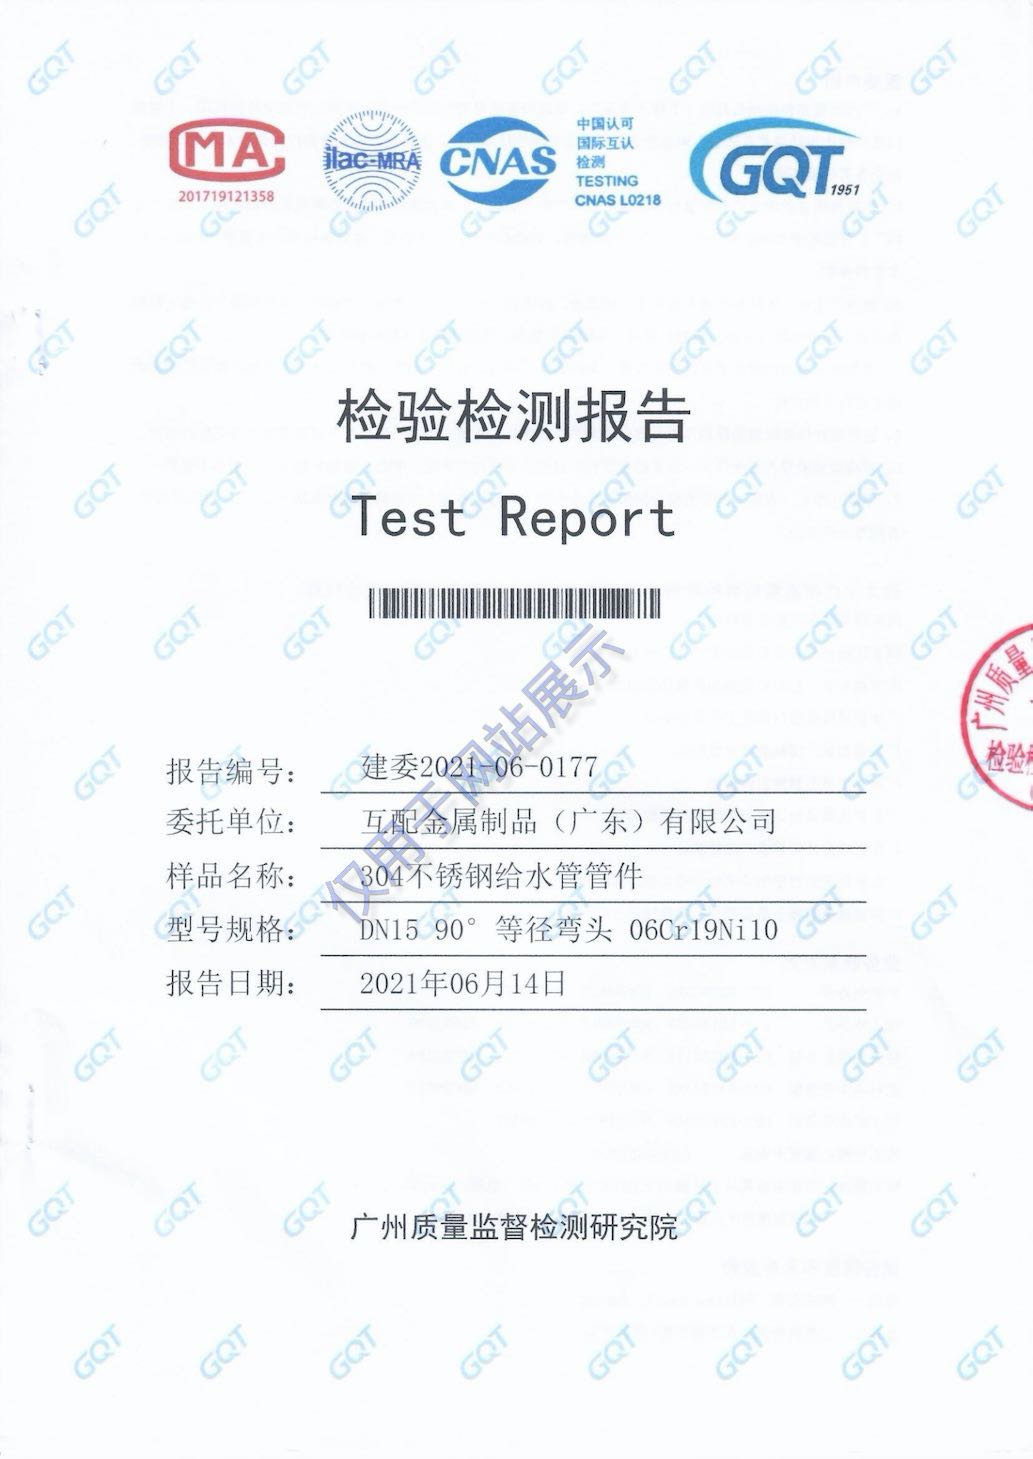 MA
201719121358
ilac-MRA
CNAS
中国认可
国际互认
检测
TESTING
CNAS L0218
GQT 1951
检验检测报告
Test Report
报告编号： 建委2021-06-0177
委托单位： 互配金属制品（广东）有限公司
样品名称： 304不锈钢给水管管件
型号规格： DN15 90°等径弯头 06Cr19Ni10
报告日期： 2021年06月14日
仅用于网站展示
广州质量
检验
广州质量监督检测研究院